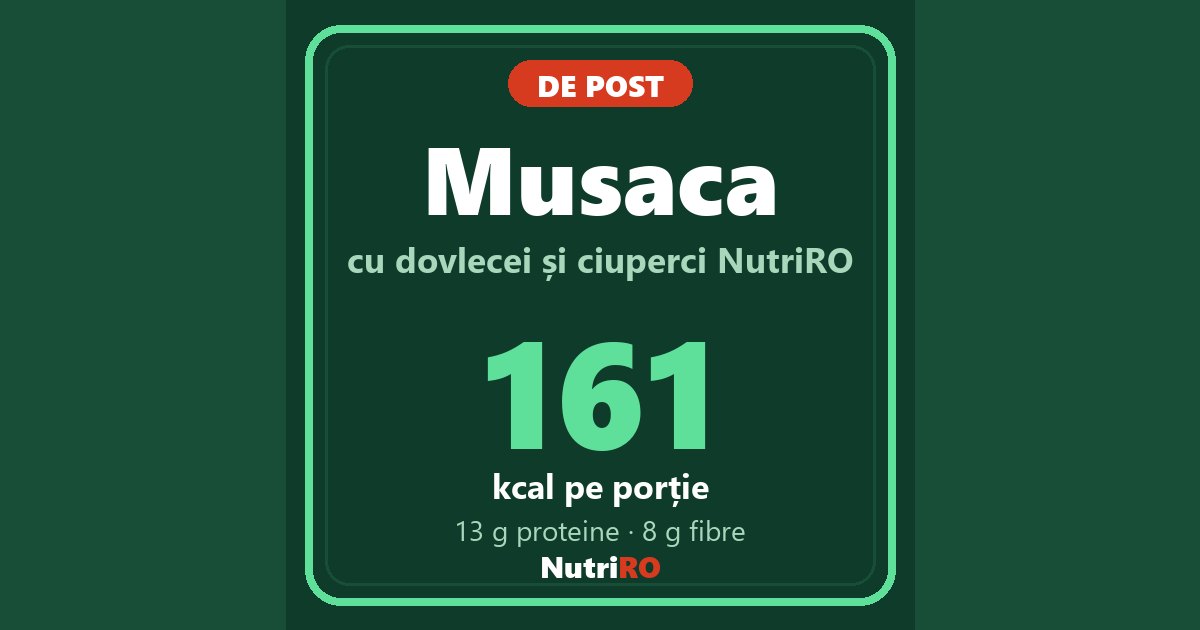 DE POST
Musaca
cu dovlecei și ciuperci NutriRO
161
kcal pe porție
13 g proteine · 8 g fibre
NutriRO